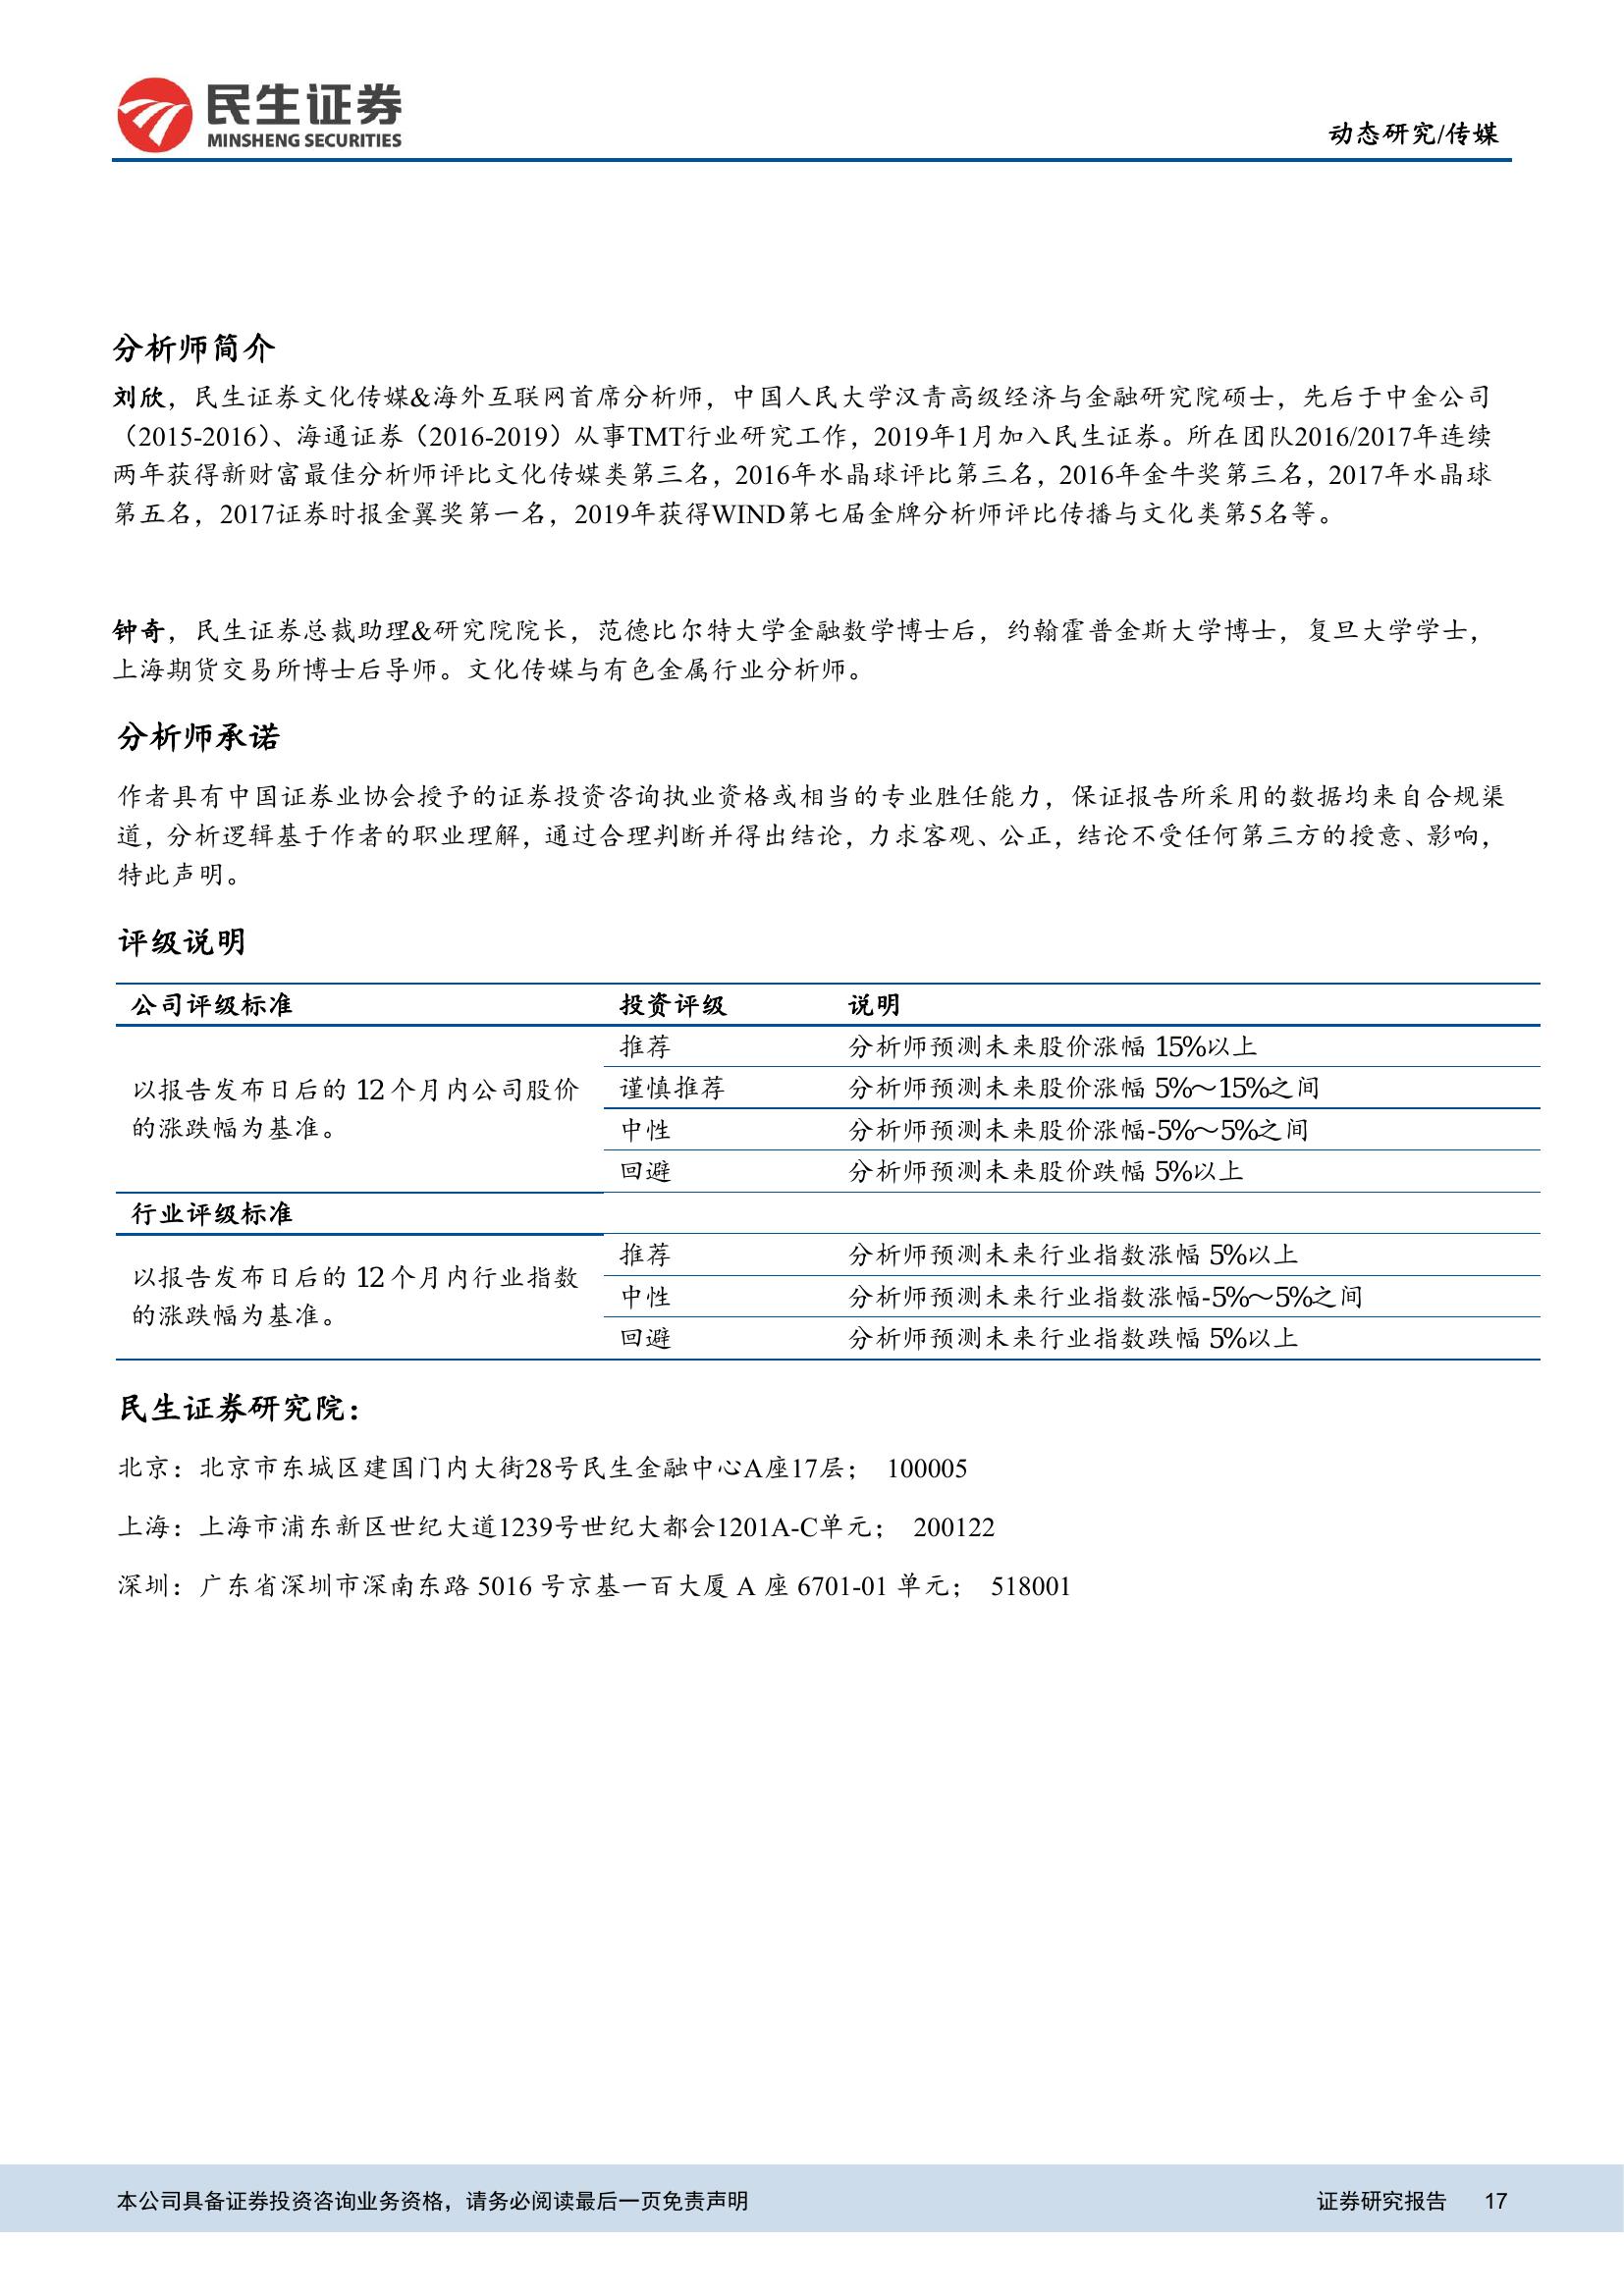 民生证券
MINSHENG SECURITIES
动态研究/传媒
分析师简介
刘欣，民生证券文化传媒&海外互联网首席分析师，中国人民大学汉青高级经济与金融研究院硕士，先后于中金公司
（2015-2016）、海通证券（2016-2019）从事TMT行业研究工作，2019年1月加入民生证券。所在团队2016/2017年连续
两年获得新财富最佳分析师评比文化传媒类第三名，2016年水晶球评比第三名，2016年金牛奖第三名，2017年水晶球
第五名，2017证券时报金翼奖第一名，2019年获得WIND第七届金牌分析师评比传播与文化类第5名等。
钟奇，民生证券总裁助理&研究院院长，范德比尔特大学金融数学博士后，约翰霍普金斯大学博士，复旦大学学士，
上海期货交易所博士后导师。文化传媒与有色金属行业分析师。
分析师承诺
作者具有中国证券业协会授予的证券投资咨询执业资格或相当的专业胜任能力，保证报告所采用的数据均来自合规渠
道，分析逻辑基于作者的职业理解，通过合理判断并得出结论，力求客观、公正，结论不受任何第三方的授意、影响，
特此声明。
评级说明
公司评级标准 投资评级 说明
以报告发布日后的 12 个月内公司股价
的涨跌幅为基准。
推荐 分析师预测未来股价涨幅 15%以上
谨慎推荐 分析师预测未来股价涨幅 5%～15%之间
中性 分析师预测未来股价涨幅-5%～5%之间
回避 分析师预测未来股价跌幅 5%以上
行业评级标准
以报告发布日后的 12 个月内行业指数
的涨跌幅为基准。
推荐 分析师预测未来行业指数涨幅 5%以上
中性 分析师预测未来行业指数涨幅-5%～5%之间
回避 分析师预测未来行业指数跌幅 5%以上
民生证券研究院：
北京：北京市东城区建国门内大街28号民生金融中心A座17层； 100005
上海：上海市浦东新区世纪大道1239号世纪大都会1201A-C单元； 200122
深圳：广东省深圳市深南东路 5016 号京基一百大厦 A 座 6701-01 单元； 518001
本公司具备证券投资咨询业务资格，请务必阅读最后一页免责声明
证券研究报告 17